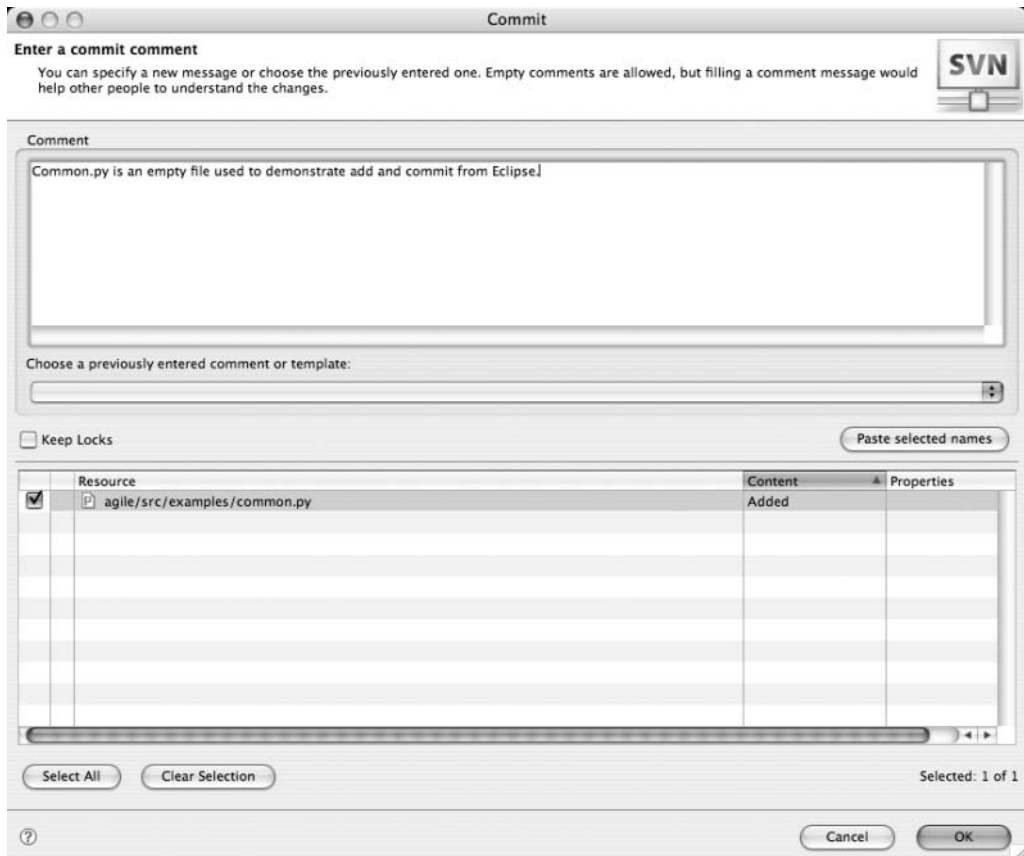 Commit
Enter a commit comment
You can specify a new message or choose the previously entered one. Empty comments are allowed, but filling a comment message would
help other people to understand the changes.
SVN
Comment
Common.py is an empty file used to demonstrate add and commit from Eclipse.
Choose a previously entered comment or template:
Keep Locks
Paste selected names
Resource Content Properties
agile/src/examples/common.py Added
Select All Clear Selection Selected: 1 of 1
? Cancel OK